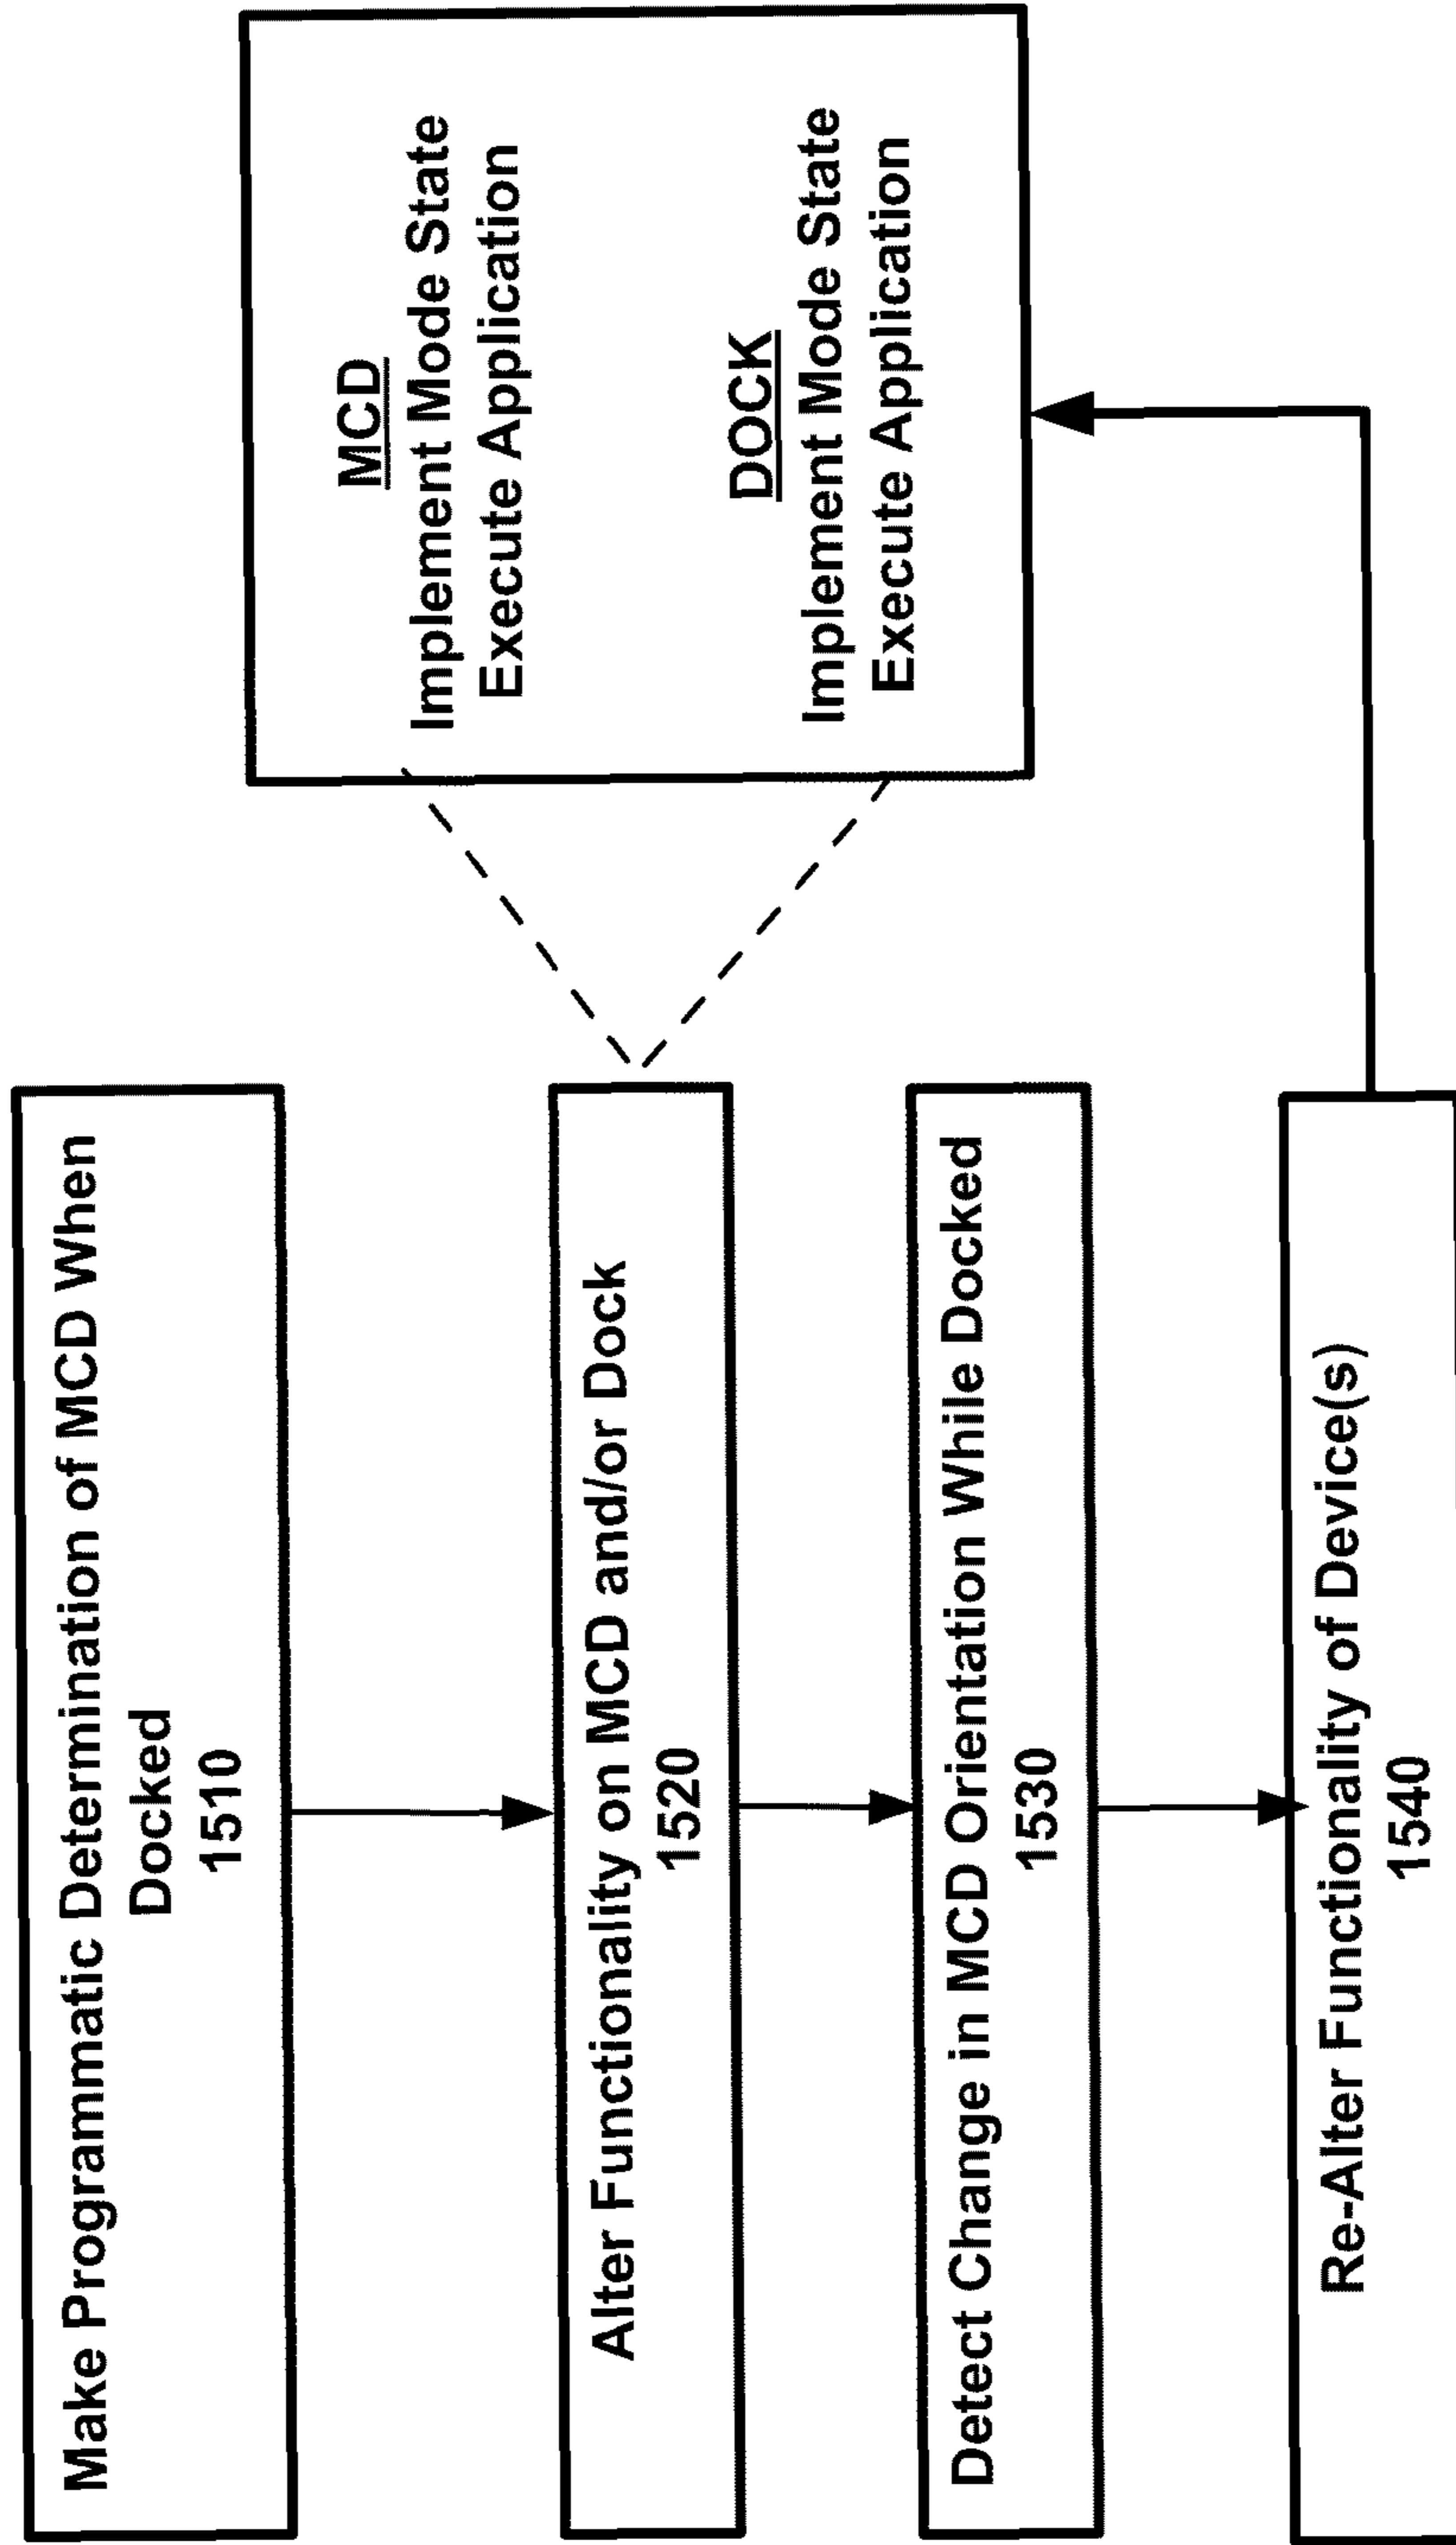 Make Programmatic Determination of MCD When
Docked
1510
Alter Functionality on MCD and/or Dock
1520
Detect Change in MCD Orientation While Docked
1530
Re-Alter Functionality of Device(s)
1540
MCD
Implement Mode State
Execute Application
DOCK
Implement Mode State
Execute Application